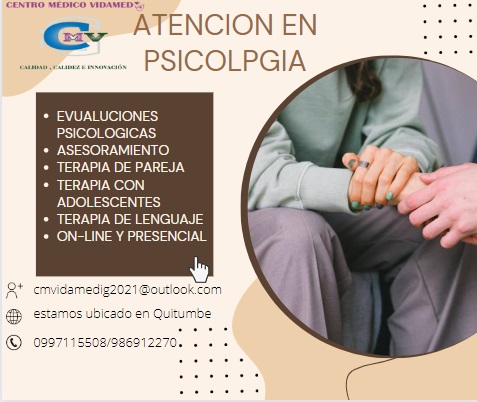 CENTRO MÉDICO VIDAMED
CMV
CALIDAD , CALIDEZ E INNOVACIÓN
ATENCION EN
PSICOLPGIA
EVUALUCIONES
PSICOLOGICAS
ASESORAMIENTO
TERAPIA DE PAREJA
TERAPIA CON
ADOLESCENTES
TERAPIA DE LENGUAJE
ON-LINE Y PRESENCIAL
cmvidamedig2021@outlook.com
estamos ubicado en Quitumbe
0997115508/986912270